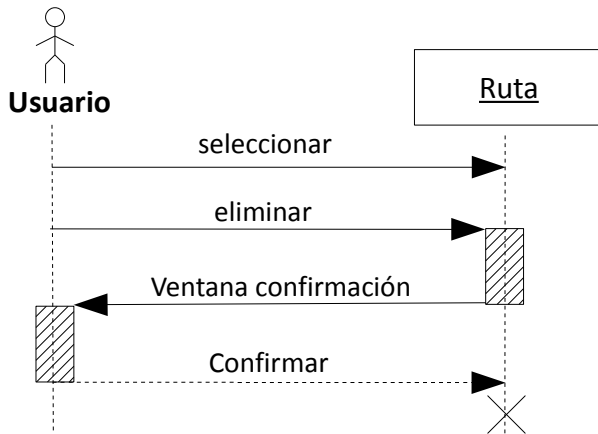 Usuario
Ruta
seleccionar
eliminar
Ventana confirmación
Confirmar